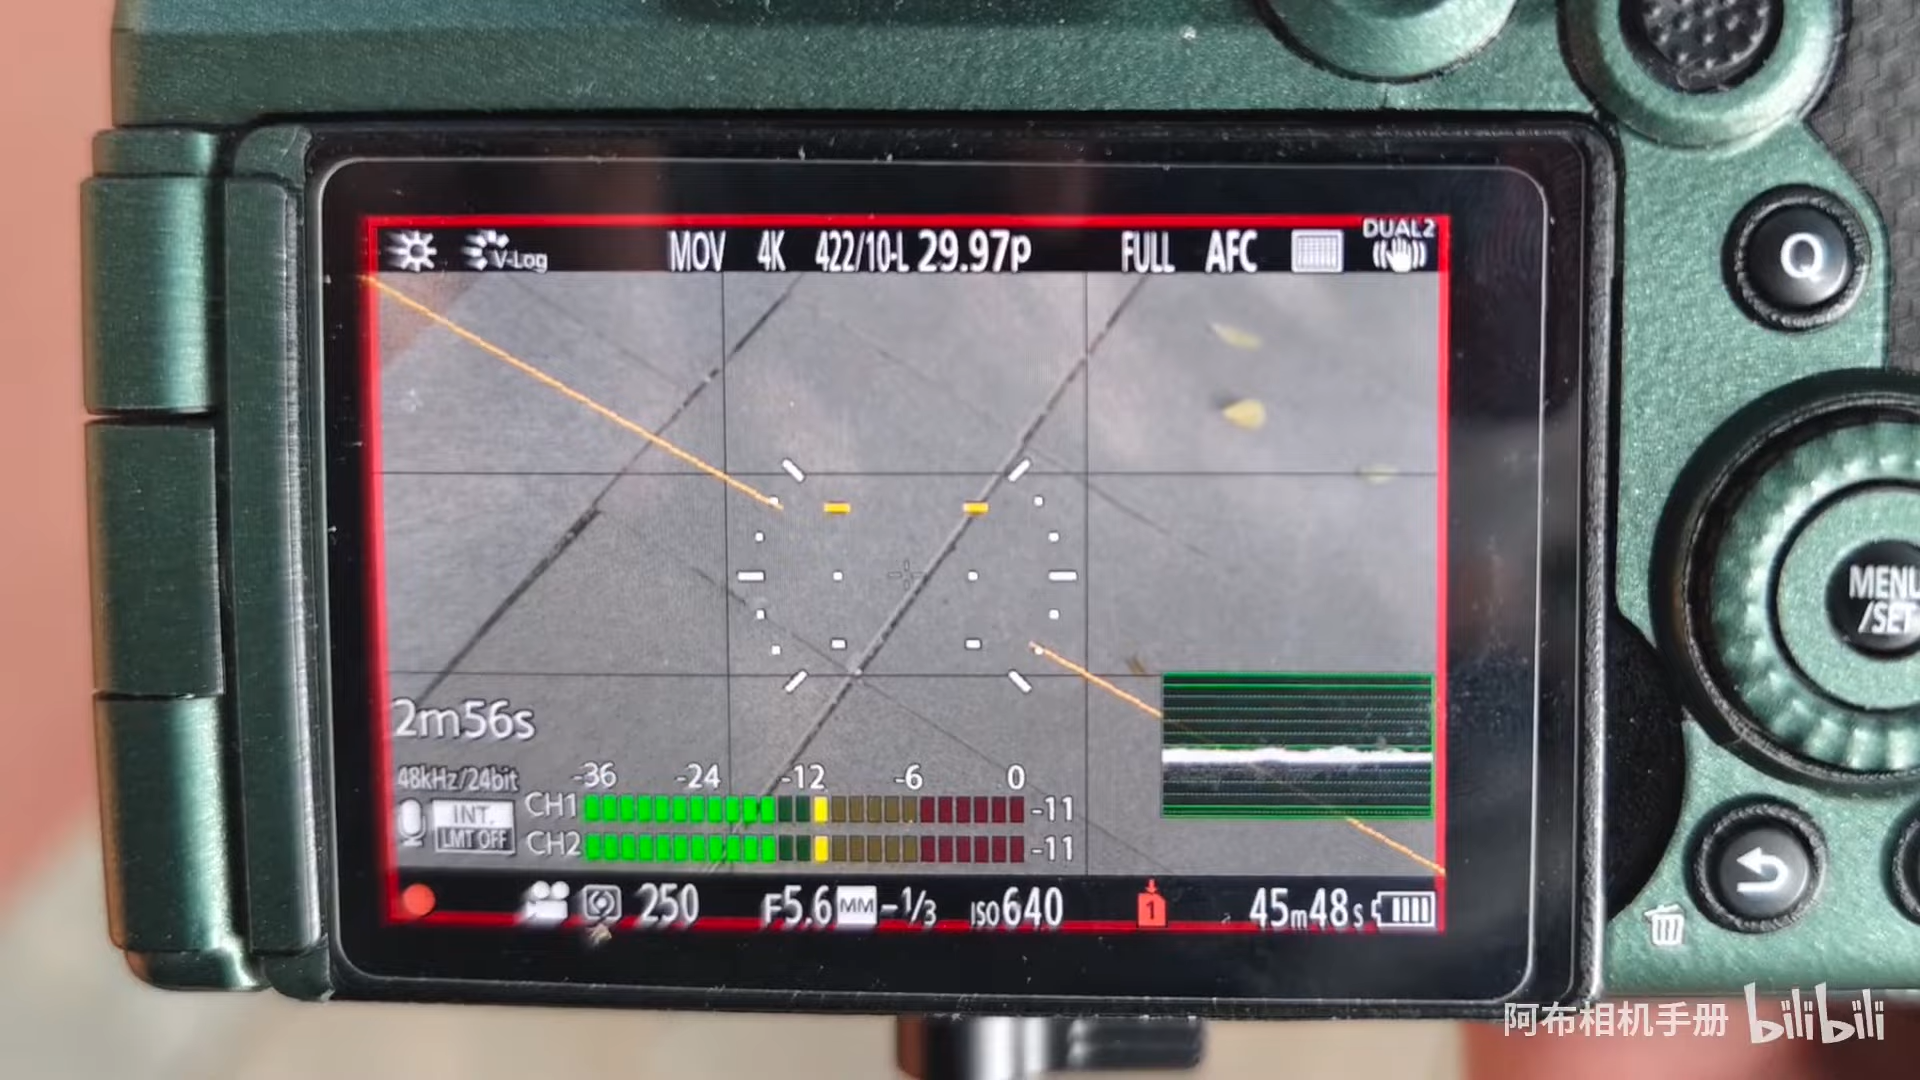 V-Log MOV 4K 422/10-L 29.97p FULL AFC DUAL2
Q
MENU
/SET
2m56s
48kHz/24bit -36 -24 -12 -6 0
INT.
LMT OFF
CH1 -11
CH2 -11
250 F5.6 MM -1/3 ISO640 1 45m48s
阿布相机手册 bilibili